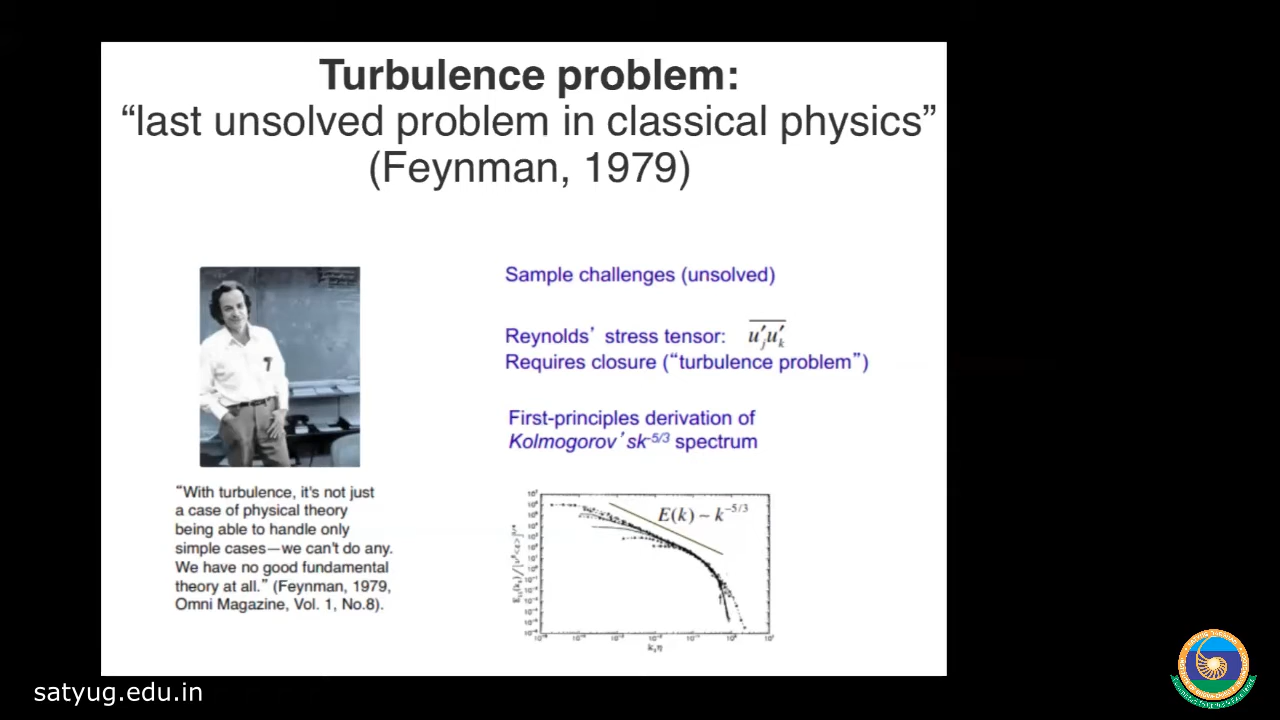 Turbulence problem:
“last unsolved problem in classical physics”
(Feynman, 1979)
Sample challenges (unsolved)
Reynolds’ stress tensor: u′ⱼu′ₖ
Requires closure (“turbulence problem”)
First-principles derivation of
Kolmogorov’sk⁻⁵/³ spectrum
“With turbulence, it's not just
a case of physical theory
being able to handle only
simple cases—we can't do any.
We have no good fundamental
theory at all.” (Feynman, 1979,
Omni Magazine, Vol. 1, No.8).
E(k) ~ k⁻⁵/³
k₁η
satyug.edu.in